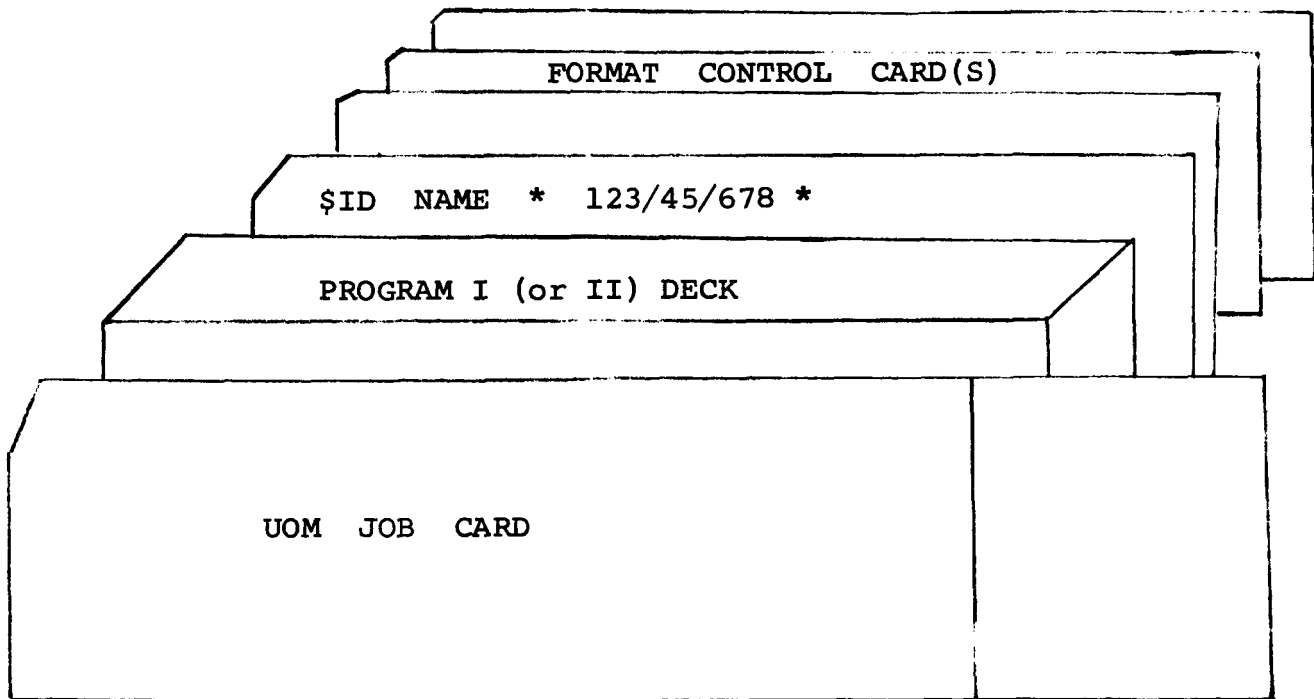 FORMAT CONTROL CARD(S)
$ID NAME * 123/45/678 *
PROGRAM I (or II) DECK
UOM JOB CARD